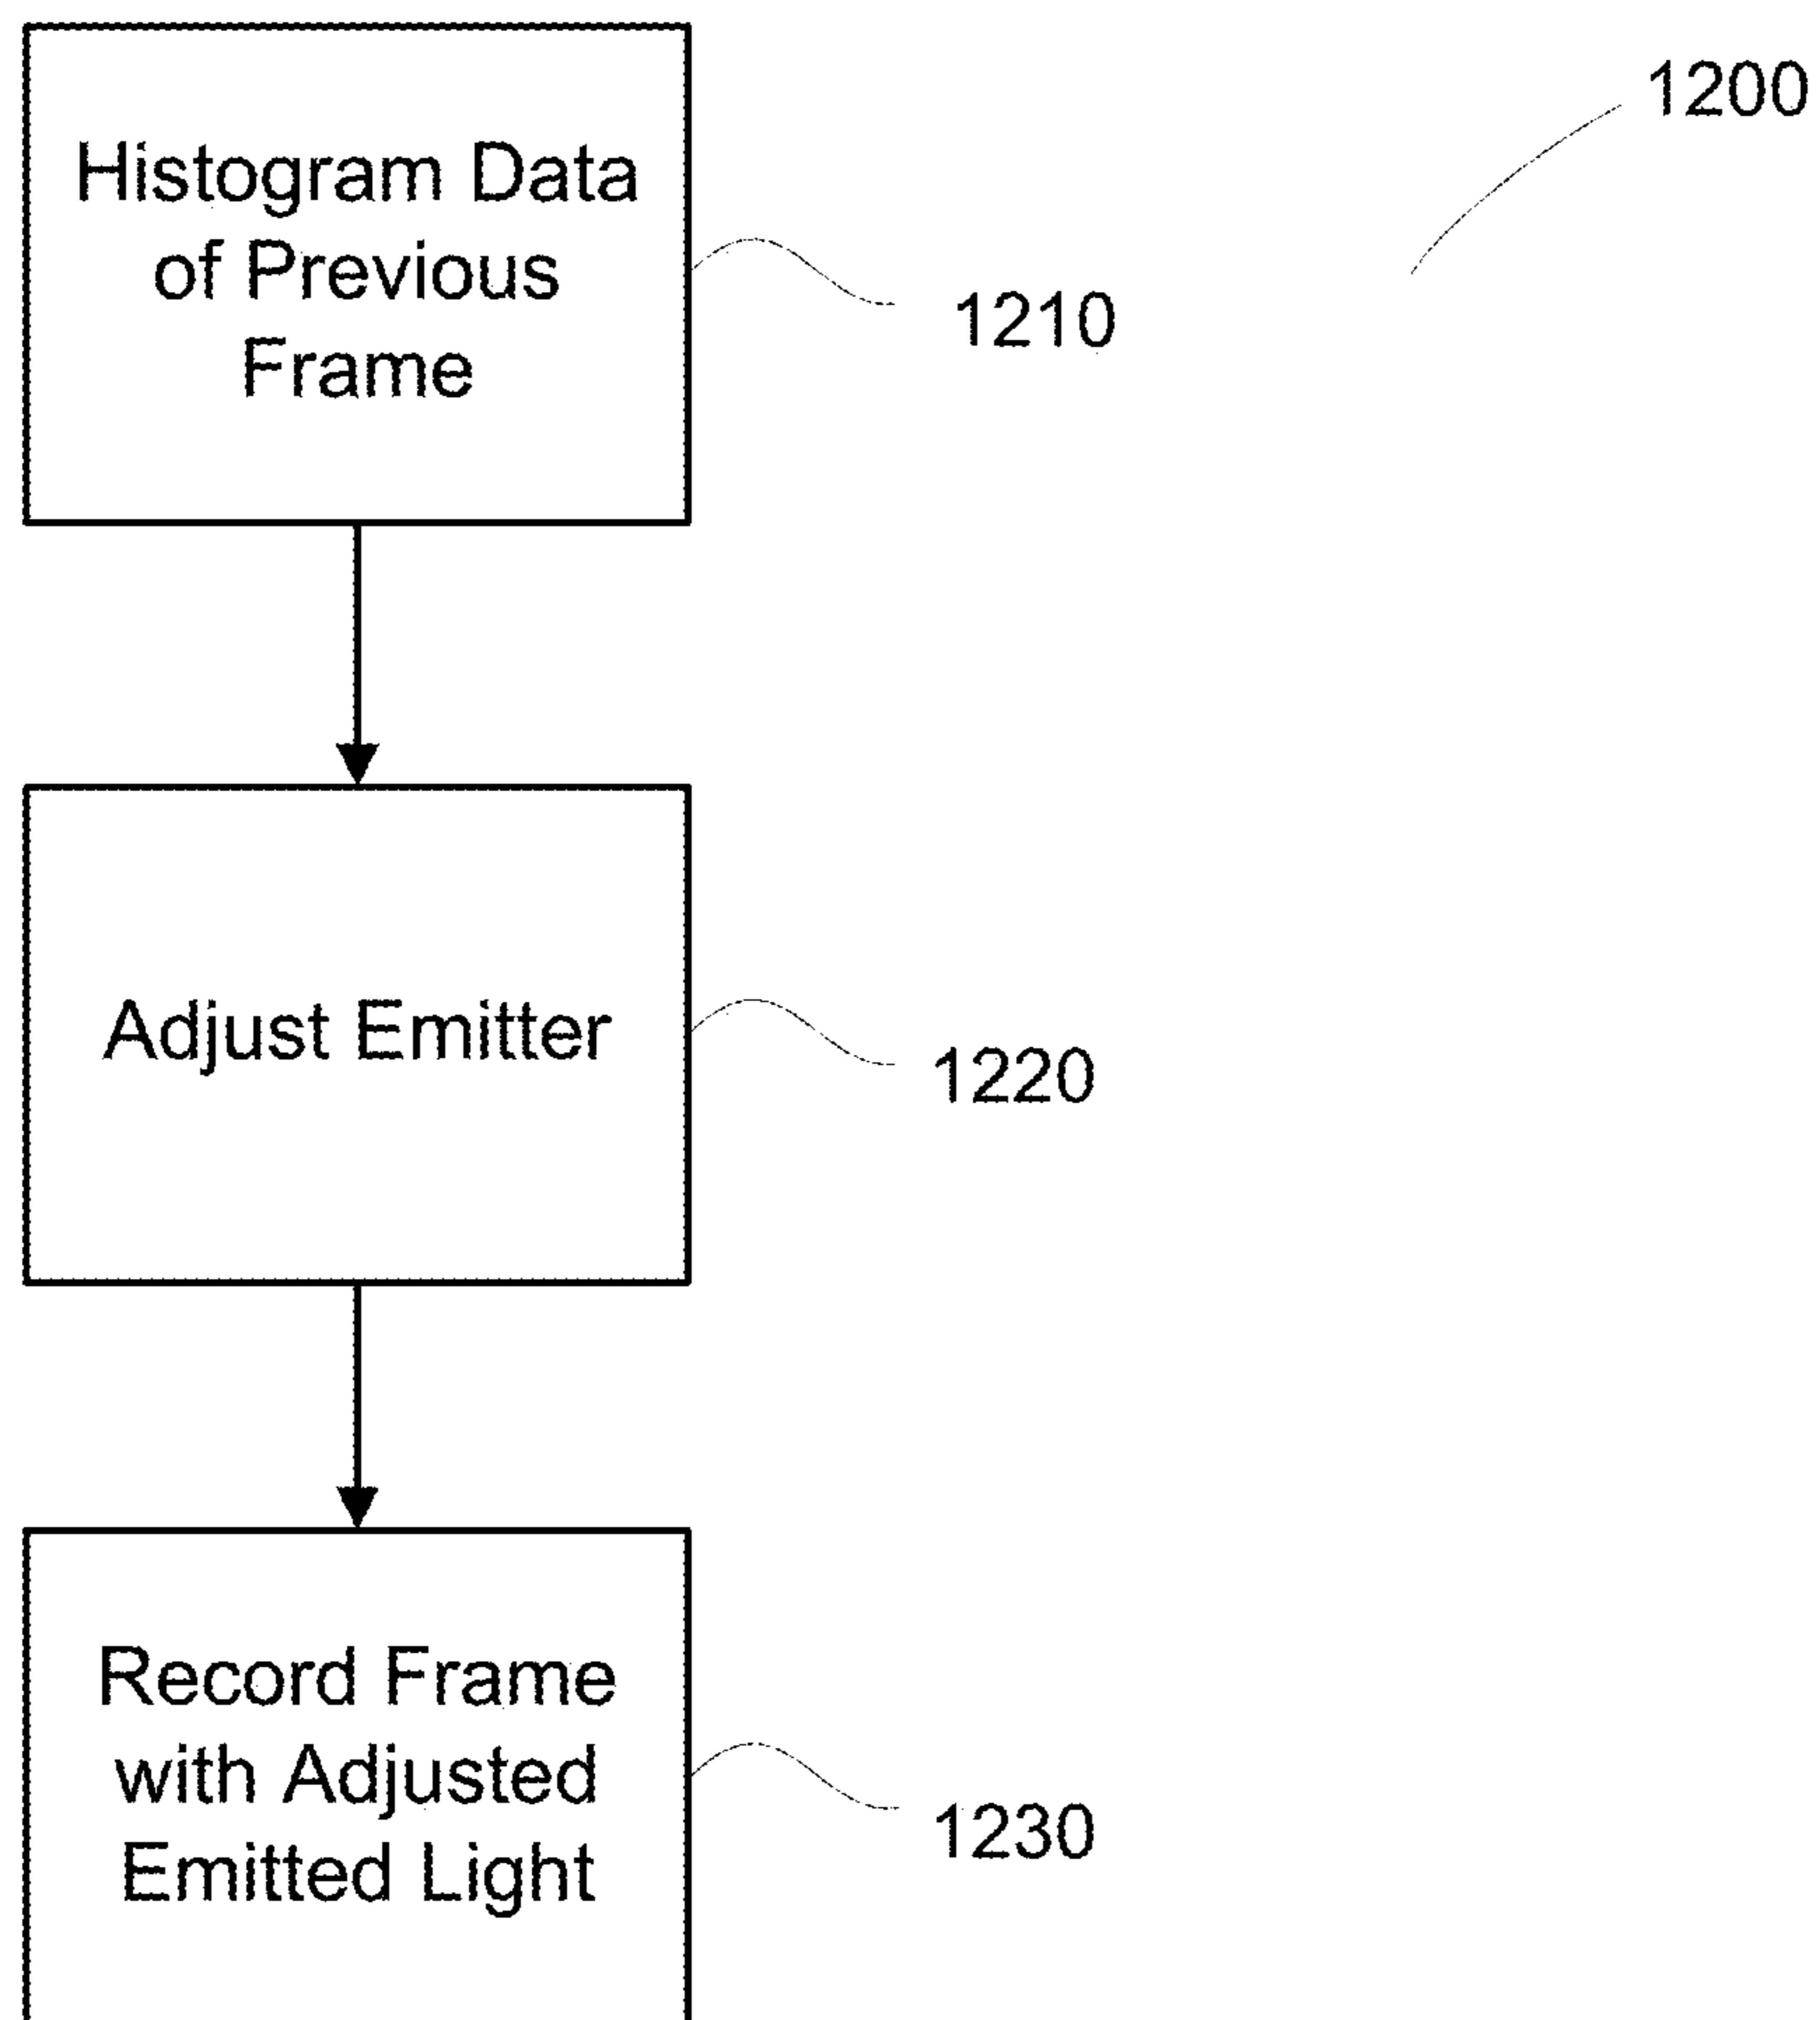 1200
Histogram Data
of Previous
Frame
1210
Adjust Emitter
1220
Record Frame
with Adjusted
Emitted Light
1230